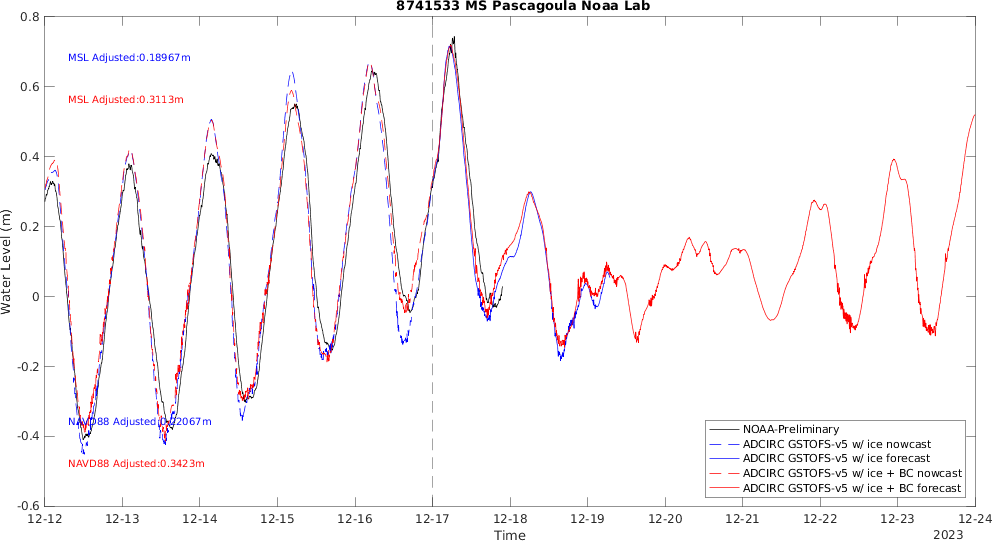 8741533 MS Pascagoula Noaa Lab
0.8
MSL Adjusted:0.18967m
0.6
MSL Adjusted:0.3113m
0.4
0.2
Water Level (m)
0
-0.2
NAVD88 Adjusted:0.22067m
-0.4
NAVD88 Adjusted:0.3423m
-0.6
NOAA-Preliminary
ADCIRC GSTOFS-v5 w/ ice nowcast
ADCIRC GSTOFS-v5 w/ ice forecast
ADCIRC GSTOFS-v5 w/ ice + BC nowcast
ADCIRC GSTOFS-v5 w/ ice + BC forecast
12-12 12-13 12-14 12-15 12-16 12-17 12-18 12-19 12-20 12-21 12-22 12-23 12-24
Time
2023